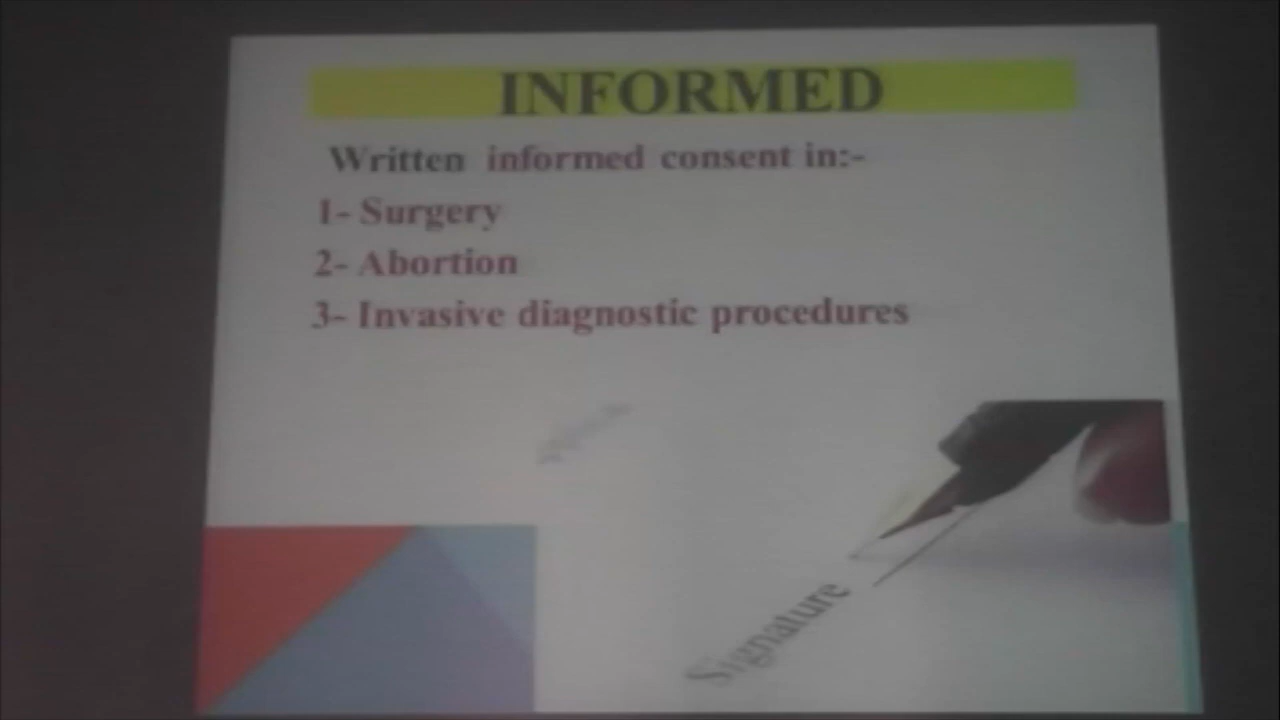 INFORMED
Written informed consent in:-
1- Surgery
2- Abortion
3- Invasive diagnostic procedures
Signature